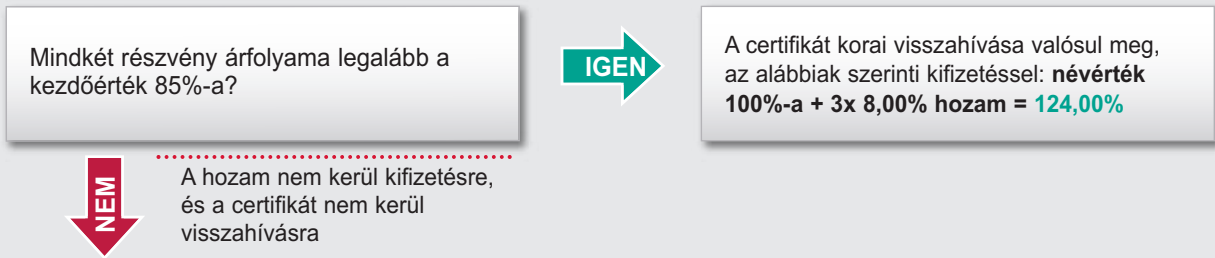 Mindkét részvény árfolyama legalább a
kezdőérték 85%-a?
IGEN
A certifikát korai visszahívása valósul meg,
az alábbiak szerinti kifizetéssel: névérték
100%-a + 3x 8,00% hozam = 124,00%
NEM
A hozam nem kerül kifizetésre,
és a certifikát nem kerül
visszahívásra